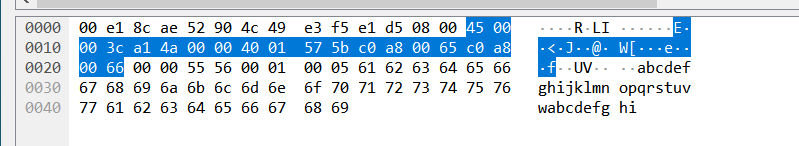 0000 00 e1 8c ae 52 90 4c 49 e3 f5 e1 d5 08 00 45 00 ····RLI ······E·
0010 00 3c a1 4a 00 00 40 01 57 5b c0 a8 00 65 c0 a8 ·<·J··@· W[···e··
0020 00 66 00 00 55 56 00 01 00 05 61 62 63 64 65 66 ·f··UV·· ··abcdef
0030 67 68 69 6a 6b 6c 6d 6e 6f 70 71 72 73 74 75 76 ghijklmn opqrstuv
0040 77 61 62 63 64 65 66 67 68 69 wabcdefg hi